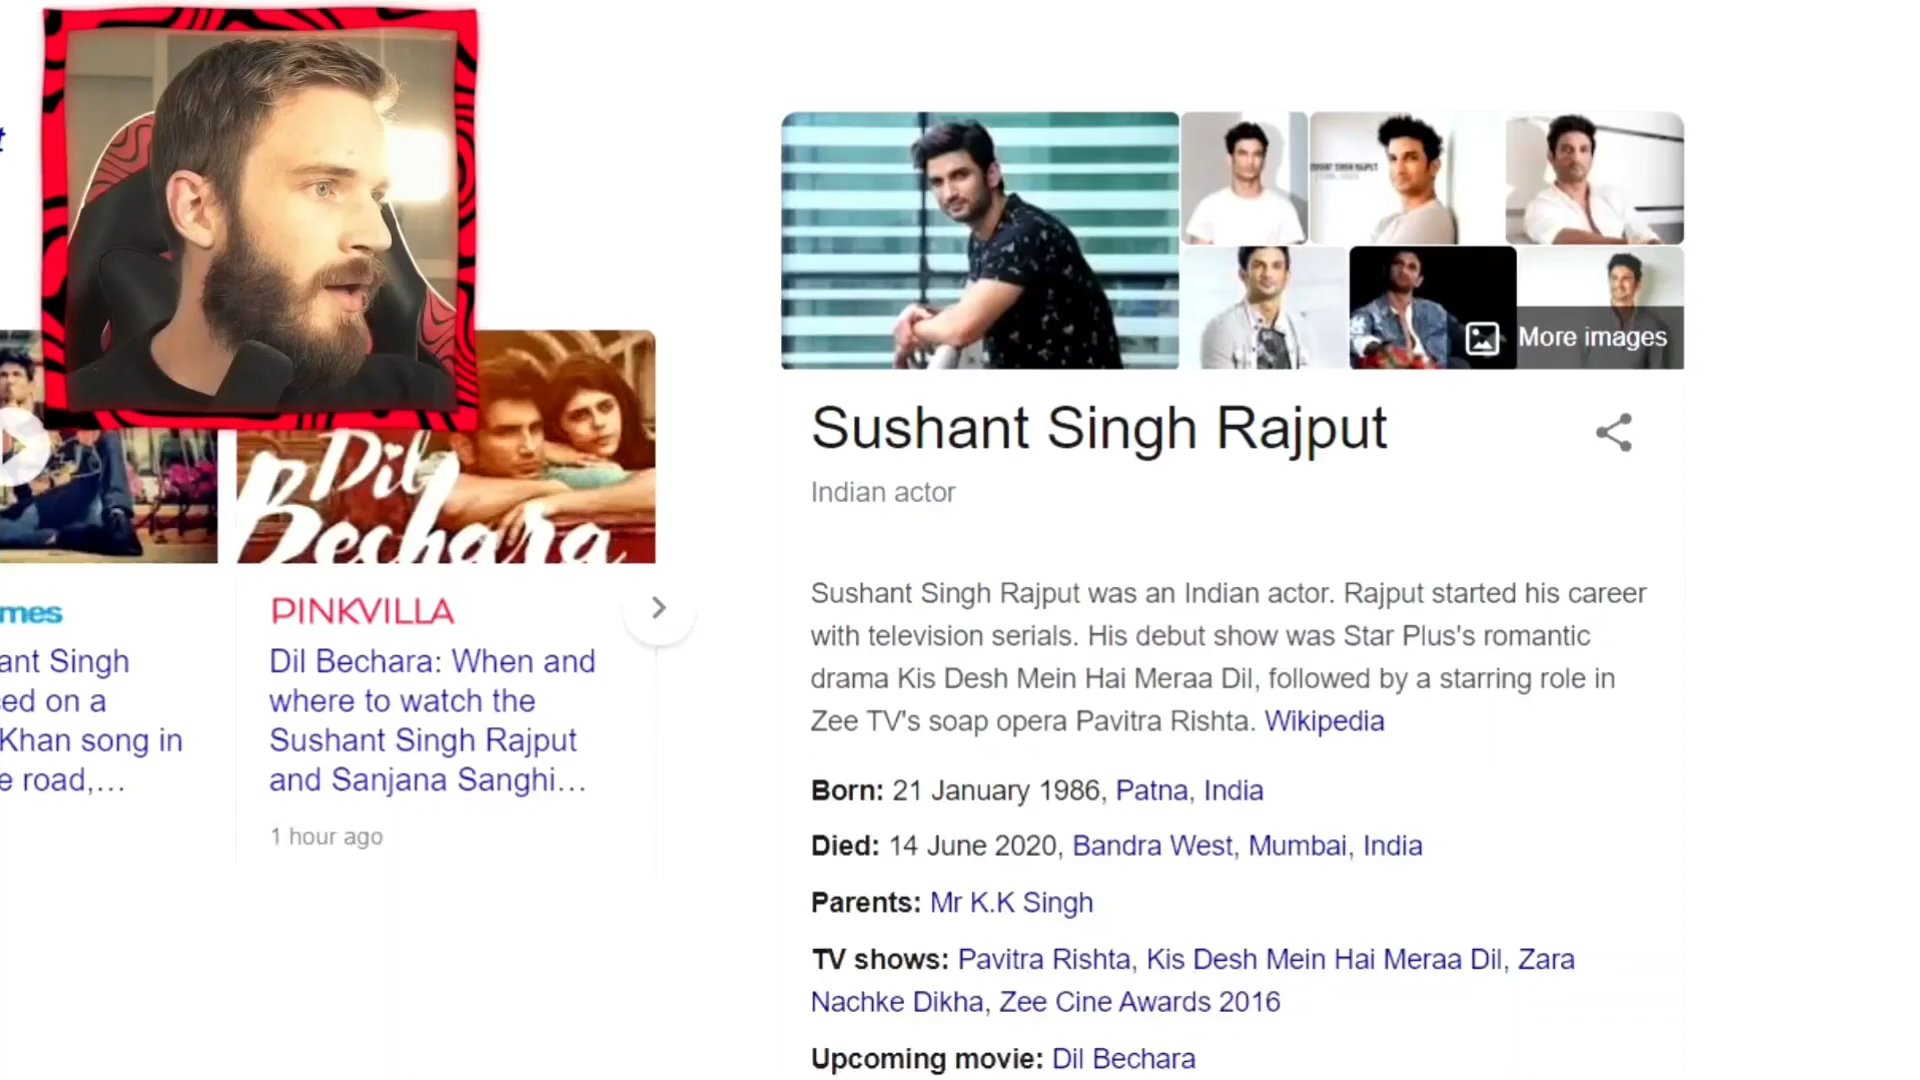 t
SHANT SINGH RAJPUT
More images
Sushant Singh Rajput
Indian actor
Dil
Bechara
Sushant Singh Rajput was an Indian actor. Rajput started his career
with television serials. His debut show was Star Plus's romantic
drama Kis Desh Mein Hai Meraa Dil, followed by a starring role in
Zee TV's soap opera Pavitra Rishta. Wikipedia
Born: 21 January 1986, Patna, India
Died: 14 June 2020, Bandra West, Mumbai, India
Parents: Mr K.K Singh
TV shows: Pavitra Rishta, Kis Desh Mein Hai Meraa Dil, Zara
Nachke Dikha, Zee Cine Awards 2016
Upcoming movie: Dil Bechara
mes
ant Singh
ed on a
Khan song in
e road,...
PINKVILLA
Dil Bechara: When and
where to watch the
Sushant Singh Rajput
and Sanjana Sanghi...
1 hour ago